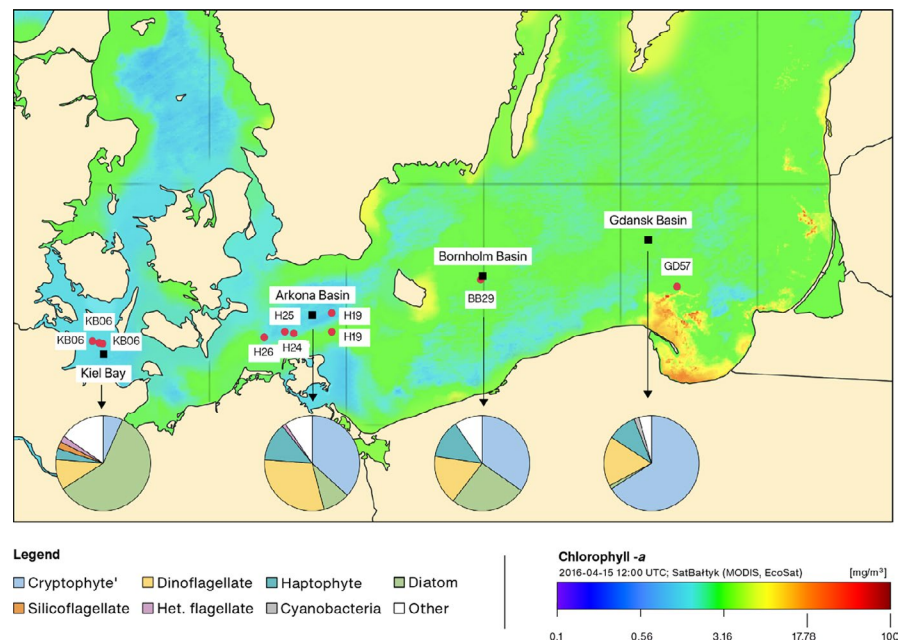 Gdansk Basin
Bornholm Basin
GD57
Arkona Basin
BB29
H25
H19
KB06
H19
KB06
KB06
H26
H24
Kiel Bay
Legend
Cryptophyte'
Dinoflagellate
Haptophyte
Diatom
Silicoflagellate
Het. flagellate
Cyanobacteria
Other
Chlorophyll -a
2016-04-15 12:00 UTC; SatBałtyk (MODIS, EcoSat)
[mg/m³]
0.1
0.56
3.16
17.78
100